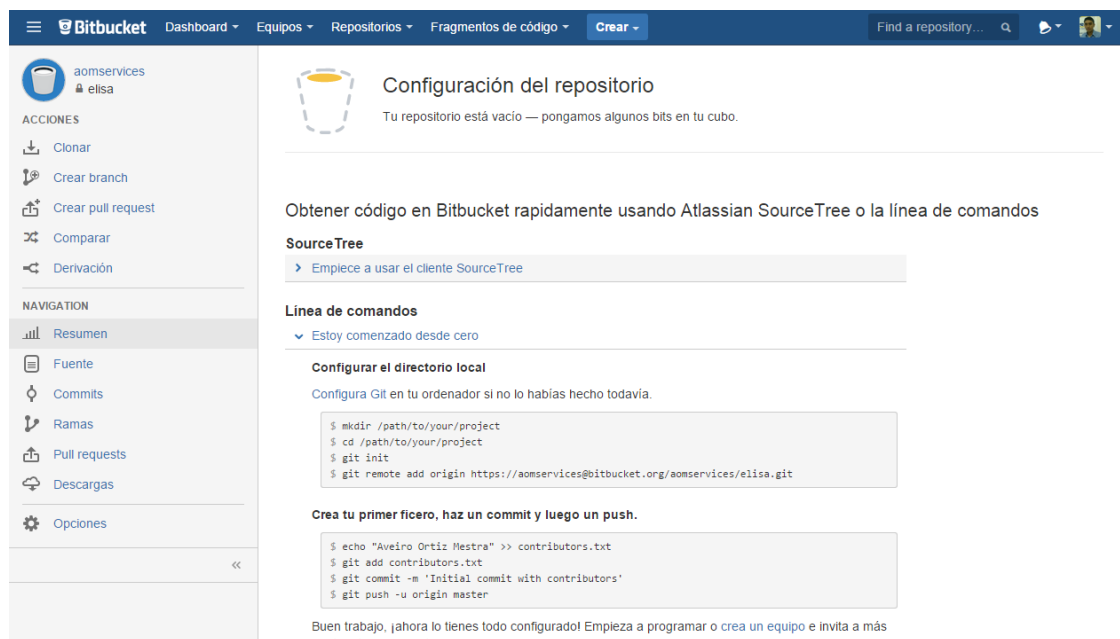 Bitbucket Dashboard Equipos Repositorios Fragmentos de código Crear Find a repository...
aomservices
elisa
ACCIONES
Clonar
Crear branch
Crear pull request
Comparar
Derivación
NAVIGATION
Resumen
Fuente
Commits
Ramas
Pull requests
Descargas
Opciones
«
Configuración del repositorio
Tu repositorio está vacío — pongamos algunos bits en tu cubo.
Obtener código en Bitbucket rapidamente usando Atlassian SourceTree o la línea de comandos
SourceTree
Empiece a usar el cliente SourceTree
Línea de comandos
Estoy comenzado desde cero
Configurar el directorio local
Configura Git en tu ordenador si no lo habías hecho todavía.
$ mkdir /path/to/your/project
$ cd /path/to/your/project
$ git init
$ git remote add origin https://aomservices@bitbucket.org/aomservices/elisa.git
Crea tu primer ficero, haz un commit y luego un push.
$ echo "Aveiro Ortiz Mestra" >> contributors.txt
$ git add contributors.txt
$ git commit -m 'Initial commit with contributors'
$ git push -u origin master
Buen trabajo, ¡ahora lo tienes todo configurado! Empieza a programar o crea un equipo e invita a más